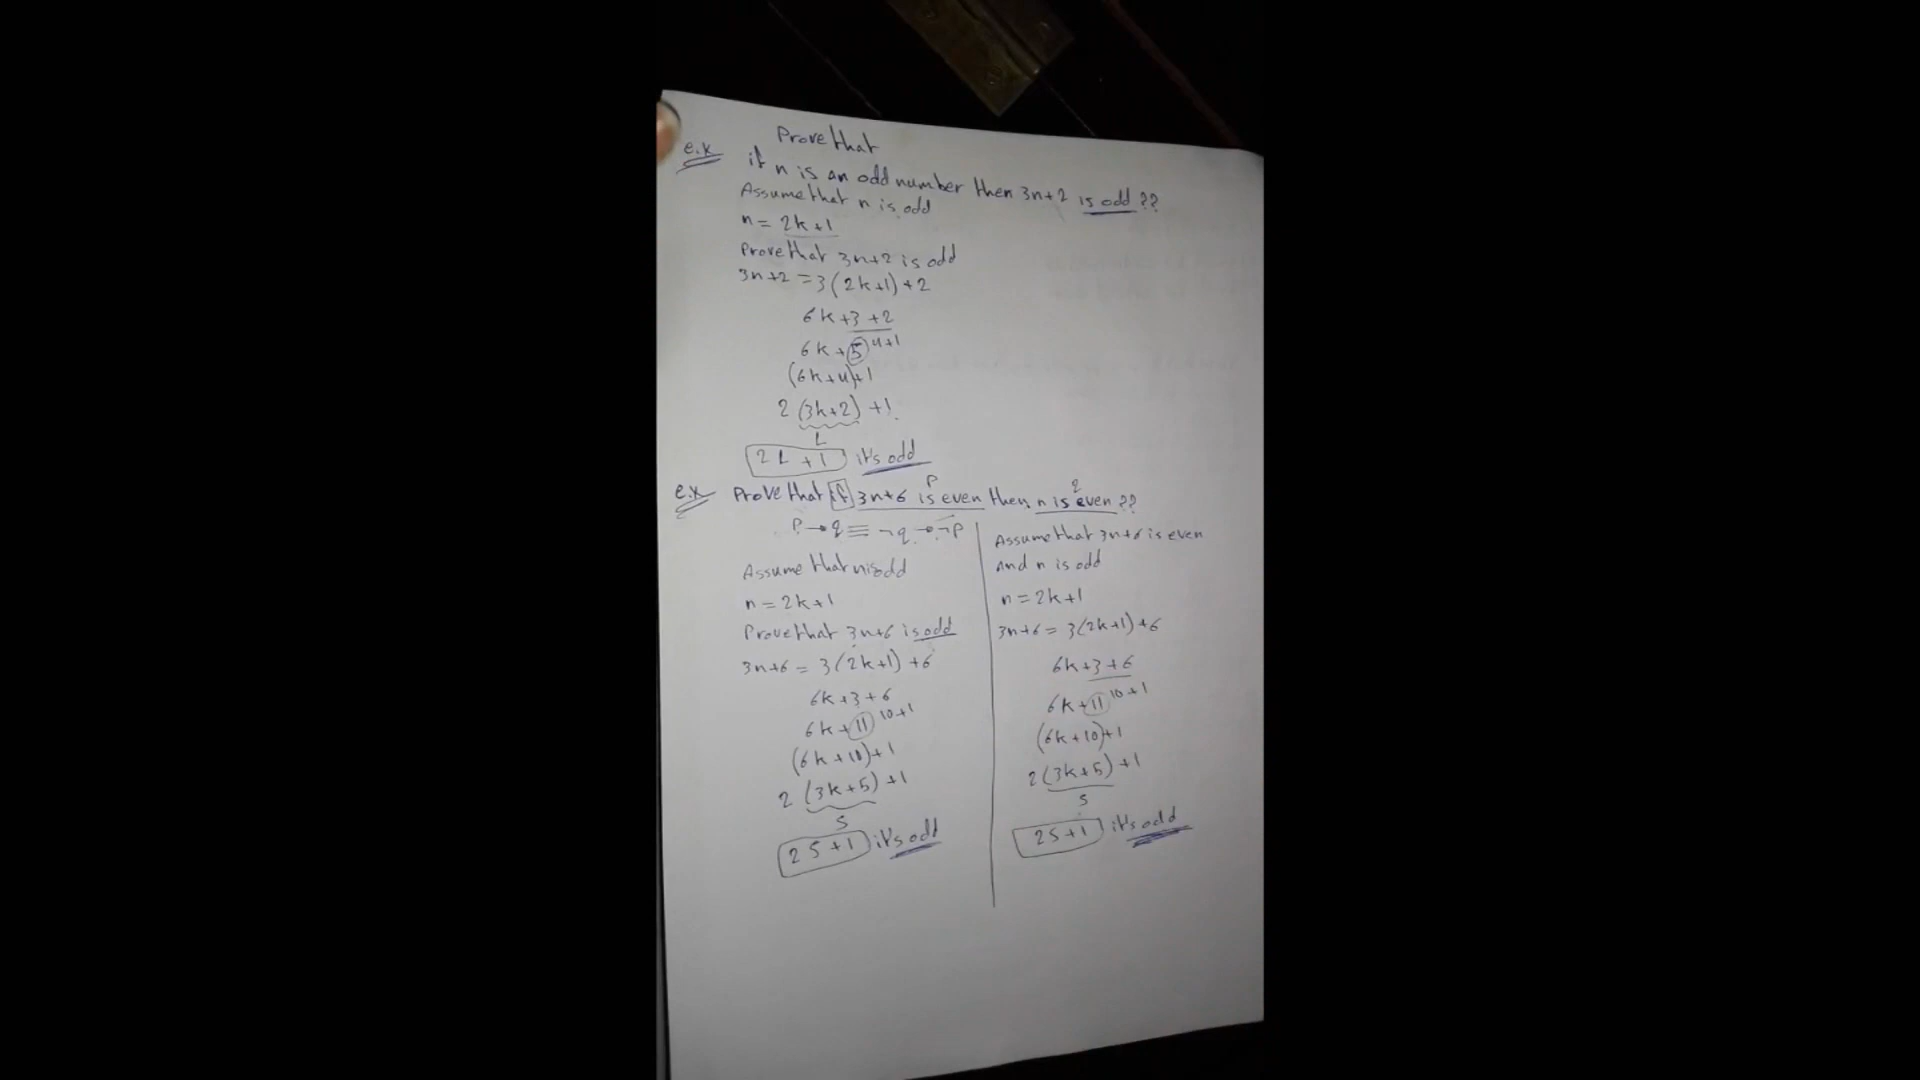 Prove that
e.x if n is an odd number then 3n+2 is odd ??
Assume that n is odd
n = 2k+1
Prove that 3n+2 is odd
3n+2 = 3(2k+1)+2
6k+3+2
6k+5 4+1
(6k+4)+1
2(3k+2)+1
L
2L+1 it's odd
e.x Prove that if 3n+6 is even then n is even ??
P q
P→q ≡ ¬q→¬P
Assume that n is odd
n = 2k+1
Prove that 3n+6 is odd
3n+6 = 3(2k+1)+6
6k+3+6
6k+11 10+1
(6k+10)+1
2(3k+5)+1
S
2S+1 it's odd
Assume that 3n+6 is even
And n is odd
n = 2k+1
3n+6 = 3(2k+1)+6
6k+3+6
6k+11 10+1
(6k+10)+1
2(3k+5)+1
S
2S+1 it's odd